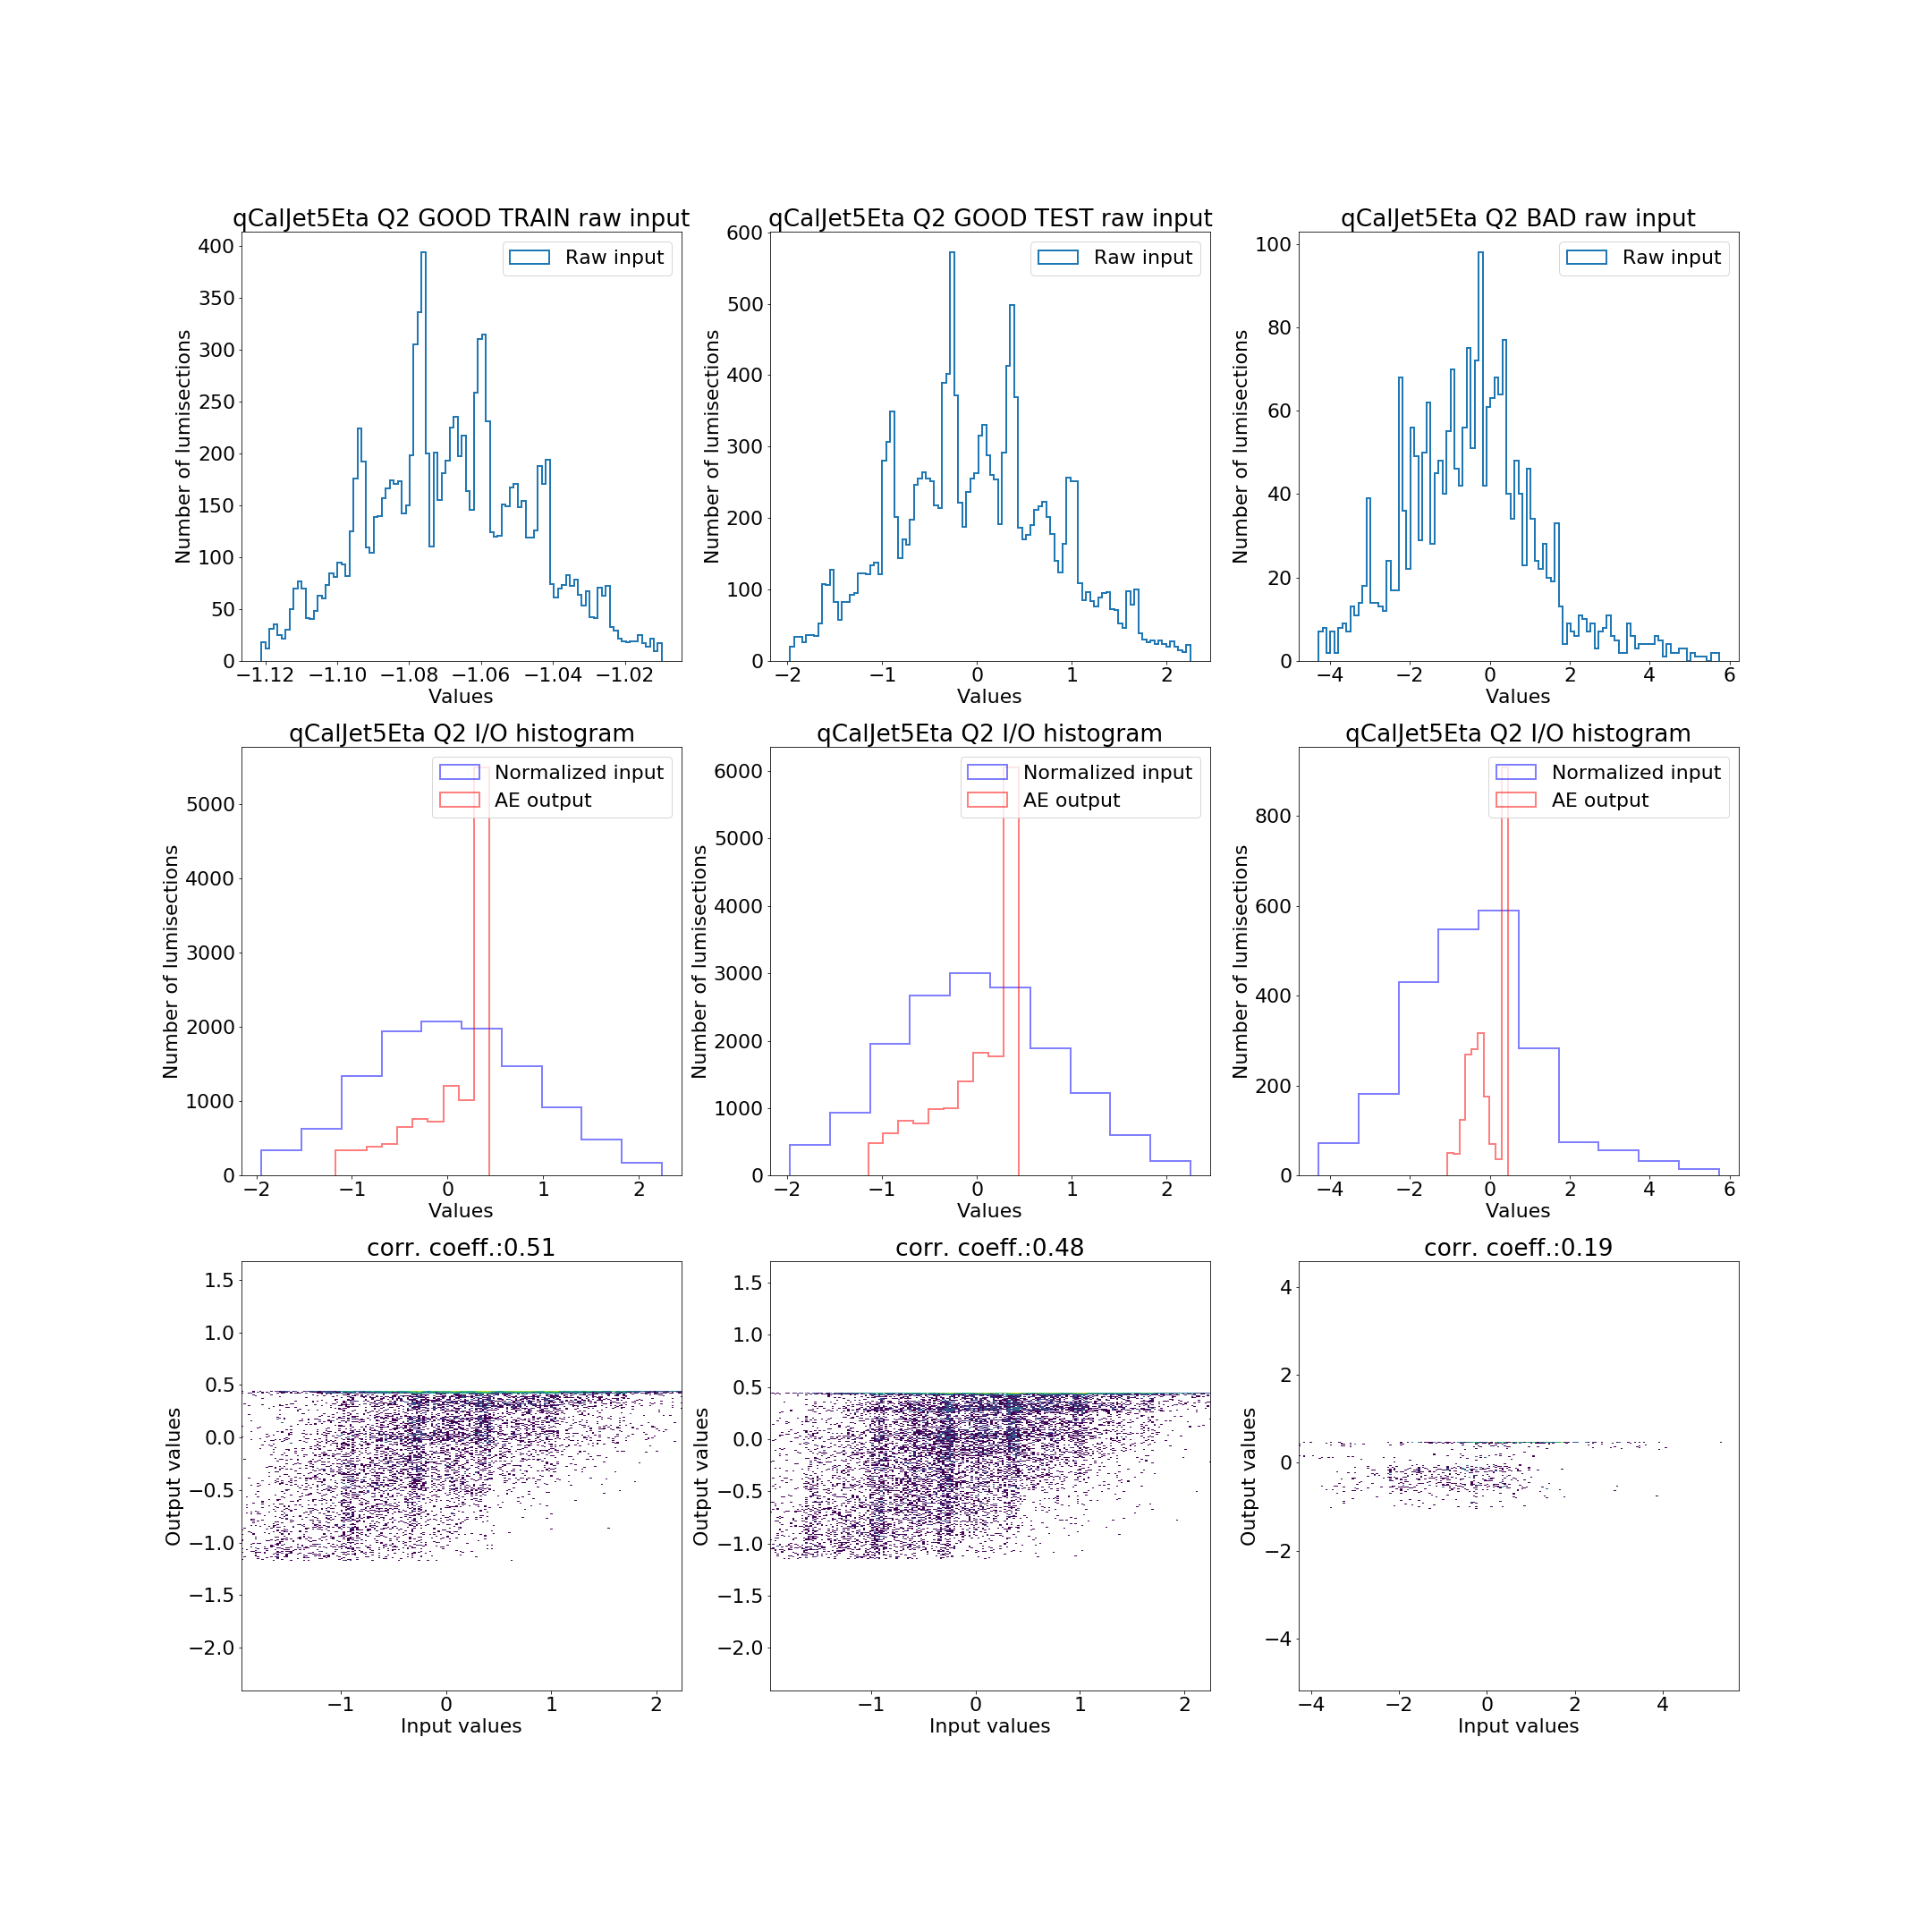 qCalJet5Eta Q2 GOOD TRAIN raw input
qCalJet5Eta Q2 GOOD TEST raw input
qCalJet5Eta Q2 BAD raw input
Number of lumisections
400
350
300
250
200
150
100
50
0
Raw input
−1.12 −1.10 −1.08 −1.06 −1.04 −1.02
Values
Number of lumisections
600
500
400
300
200
100
0
Raw input
−2 −1 0 1 2
Values
Number of lumisections
100
80
60
40
20
0
Raw input
−4 −2 0 2 4 6
Values
qCalJet5Eta Q2 I/O histogram
qCalJet5Eta Q2 I/O histogram
qCalJet5Eta Q2 I/O histogram
Number of lumisections
5000
4000
3000
2000
1000
0
Normalized input
AE output
−2 −1 0 1 2
Values
Number of lumisections
6000
5000
4000
3000
2000
1000
0
Normalized input
AE output
−2 −1 0 1 2
Values
Number of lumisections
800
600
400
200
0
Normalized input
AE output
−4 −2 0 2 4 6
Values
corr. coeff.:0.51
corr. coeff.:0.48
corr. coeff.:0.19
Output values
1.5
1.0
0.5
0.0
−0.5
−1.0
−1.5
−2.0
−1 0 1 2
Input values
Output values
1.5
1.0
0.5
0.0
−0.5
−1.0
−1.5
−2.0
−1 0 1 2
Input values
Output values
4
2
0
−2
−4
−4 −2 0 2 4
Input values